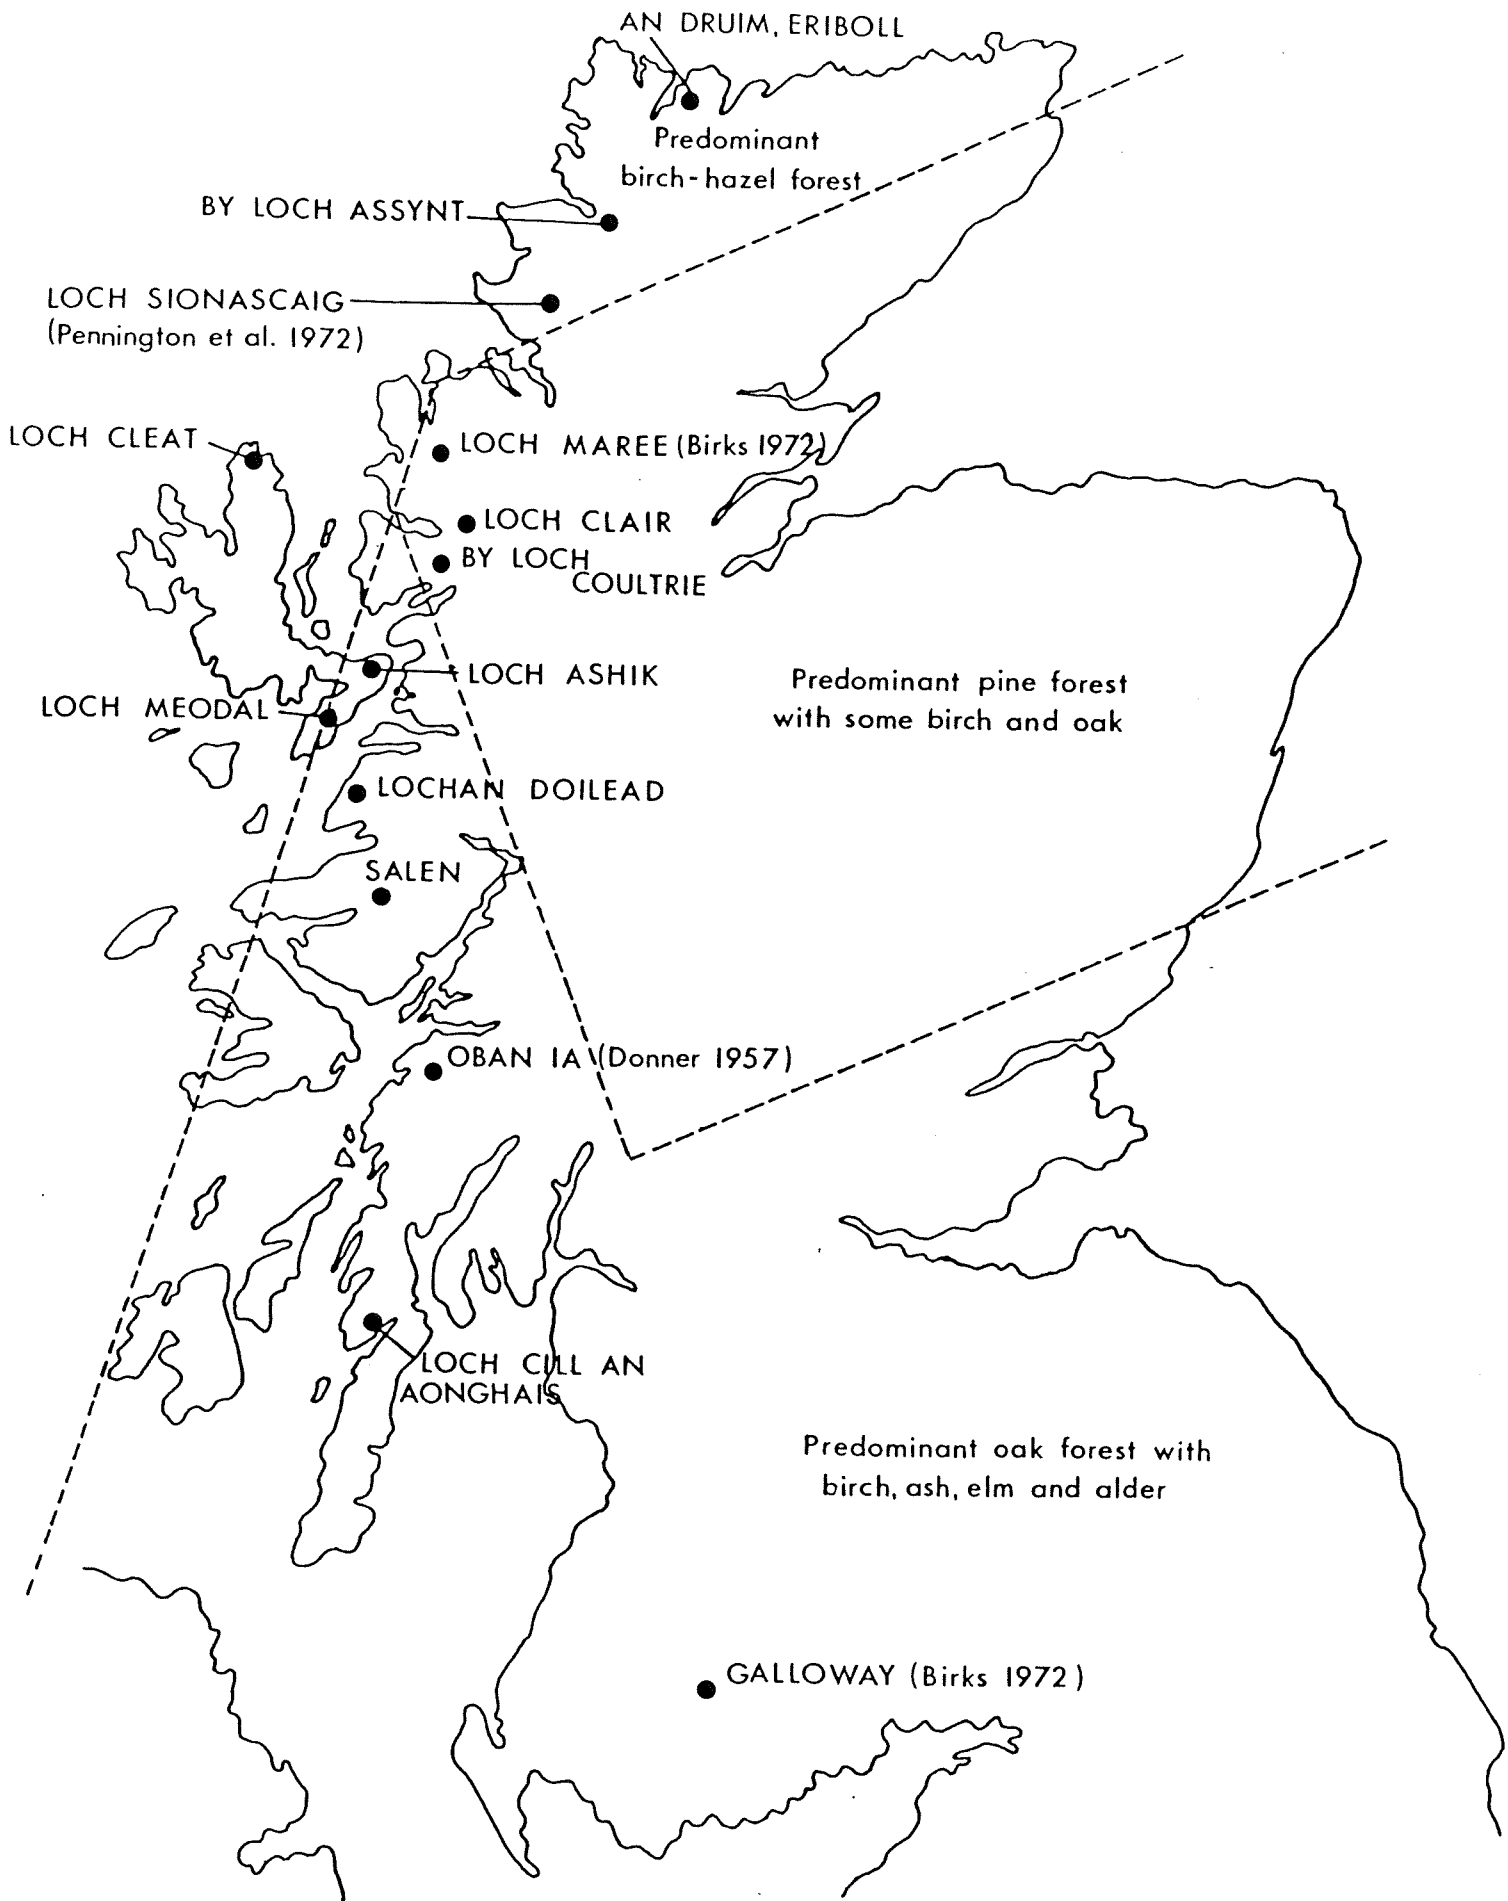 AN DRUIM, ERIBOLL
Predominant
birch-hazel forest
BY LOCH ASSYNT
LOCH SIONASCAIG
(Pennington et al. 1972)
LOCH CLEAT
LOCH MAREE (Birks 1972)
LOCH CLAIR
BY LOCH
COULTRIE
LOCH ASHIK
Predominant pine forest
with some birch and oak
LOCH MEODAL
LOCHAN DOILEAD
SALEN
OBAN IA (Donner 1957)
LOCH CILL AN
AONGHAIS
Predominant oak forest with
birch, ash, elm and alder
GALLOWAY (Birks 1972)